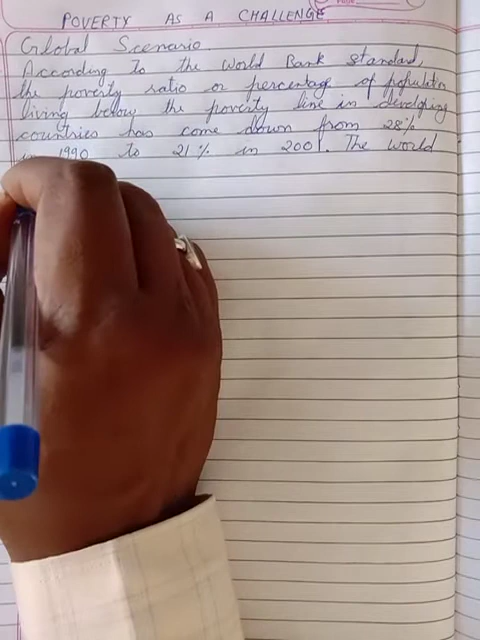 POVERTY AS A CHALLENGE
Global Scenario
According to the World Bank standard,
the poverty ratio or percentage of population
living below the poverty line in developing
countries has come down from 28%
in 1990 to 21% in 2001. The world